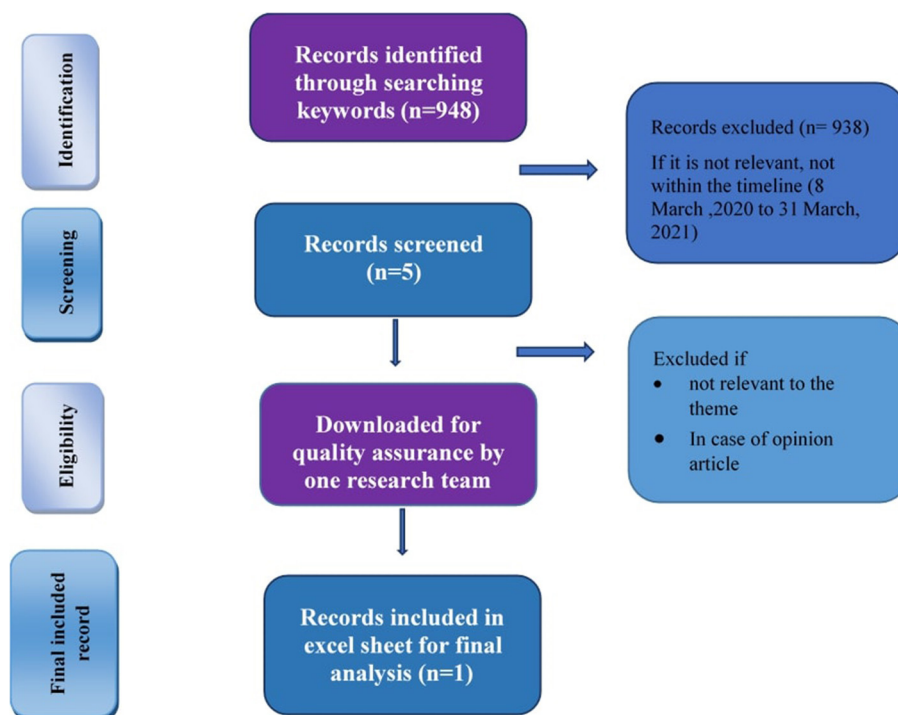 Identification
Records identified
through searching
keywords (n=948)
Records excluded (n= 938)
If it is not relevant, not
within the timeline (8
March ,2020 to 31 March,
2021)
Screening
Records screened
(n=5)
Excluded if
• not relevant to the
theme
• In case of opinion
article
Eligibility
Downloaded for
quality assurance by
one research team
Final included
record
Records included in
excel sheet for final
analysis (n=1)